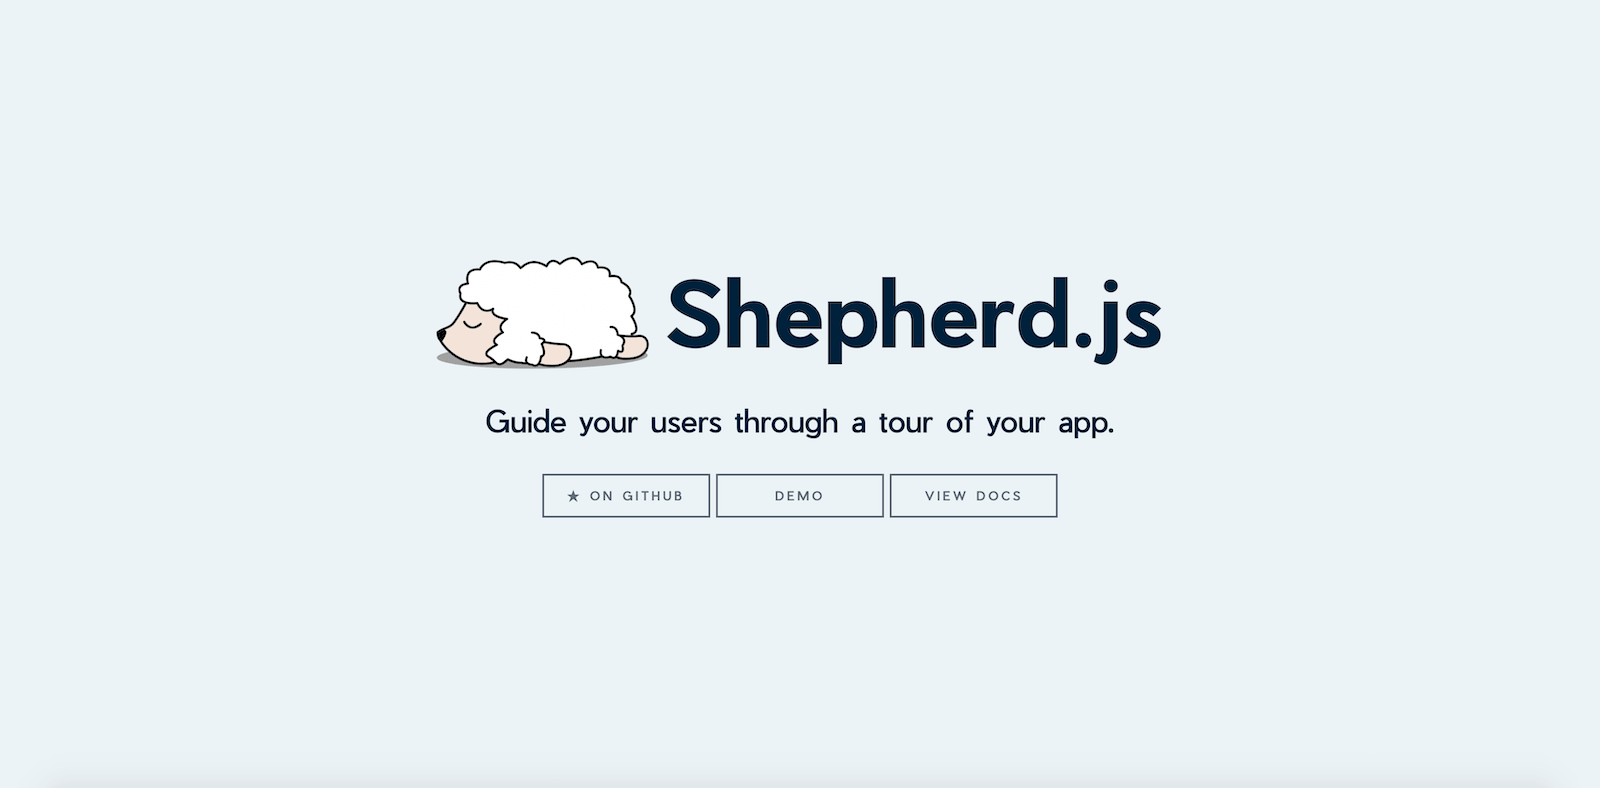 Shepherd.js
Guide your users through a tour of your app.
★ ON GITHUB
DEMO
VIEW DOCS